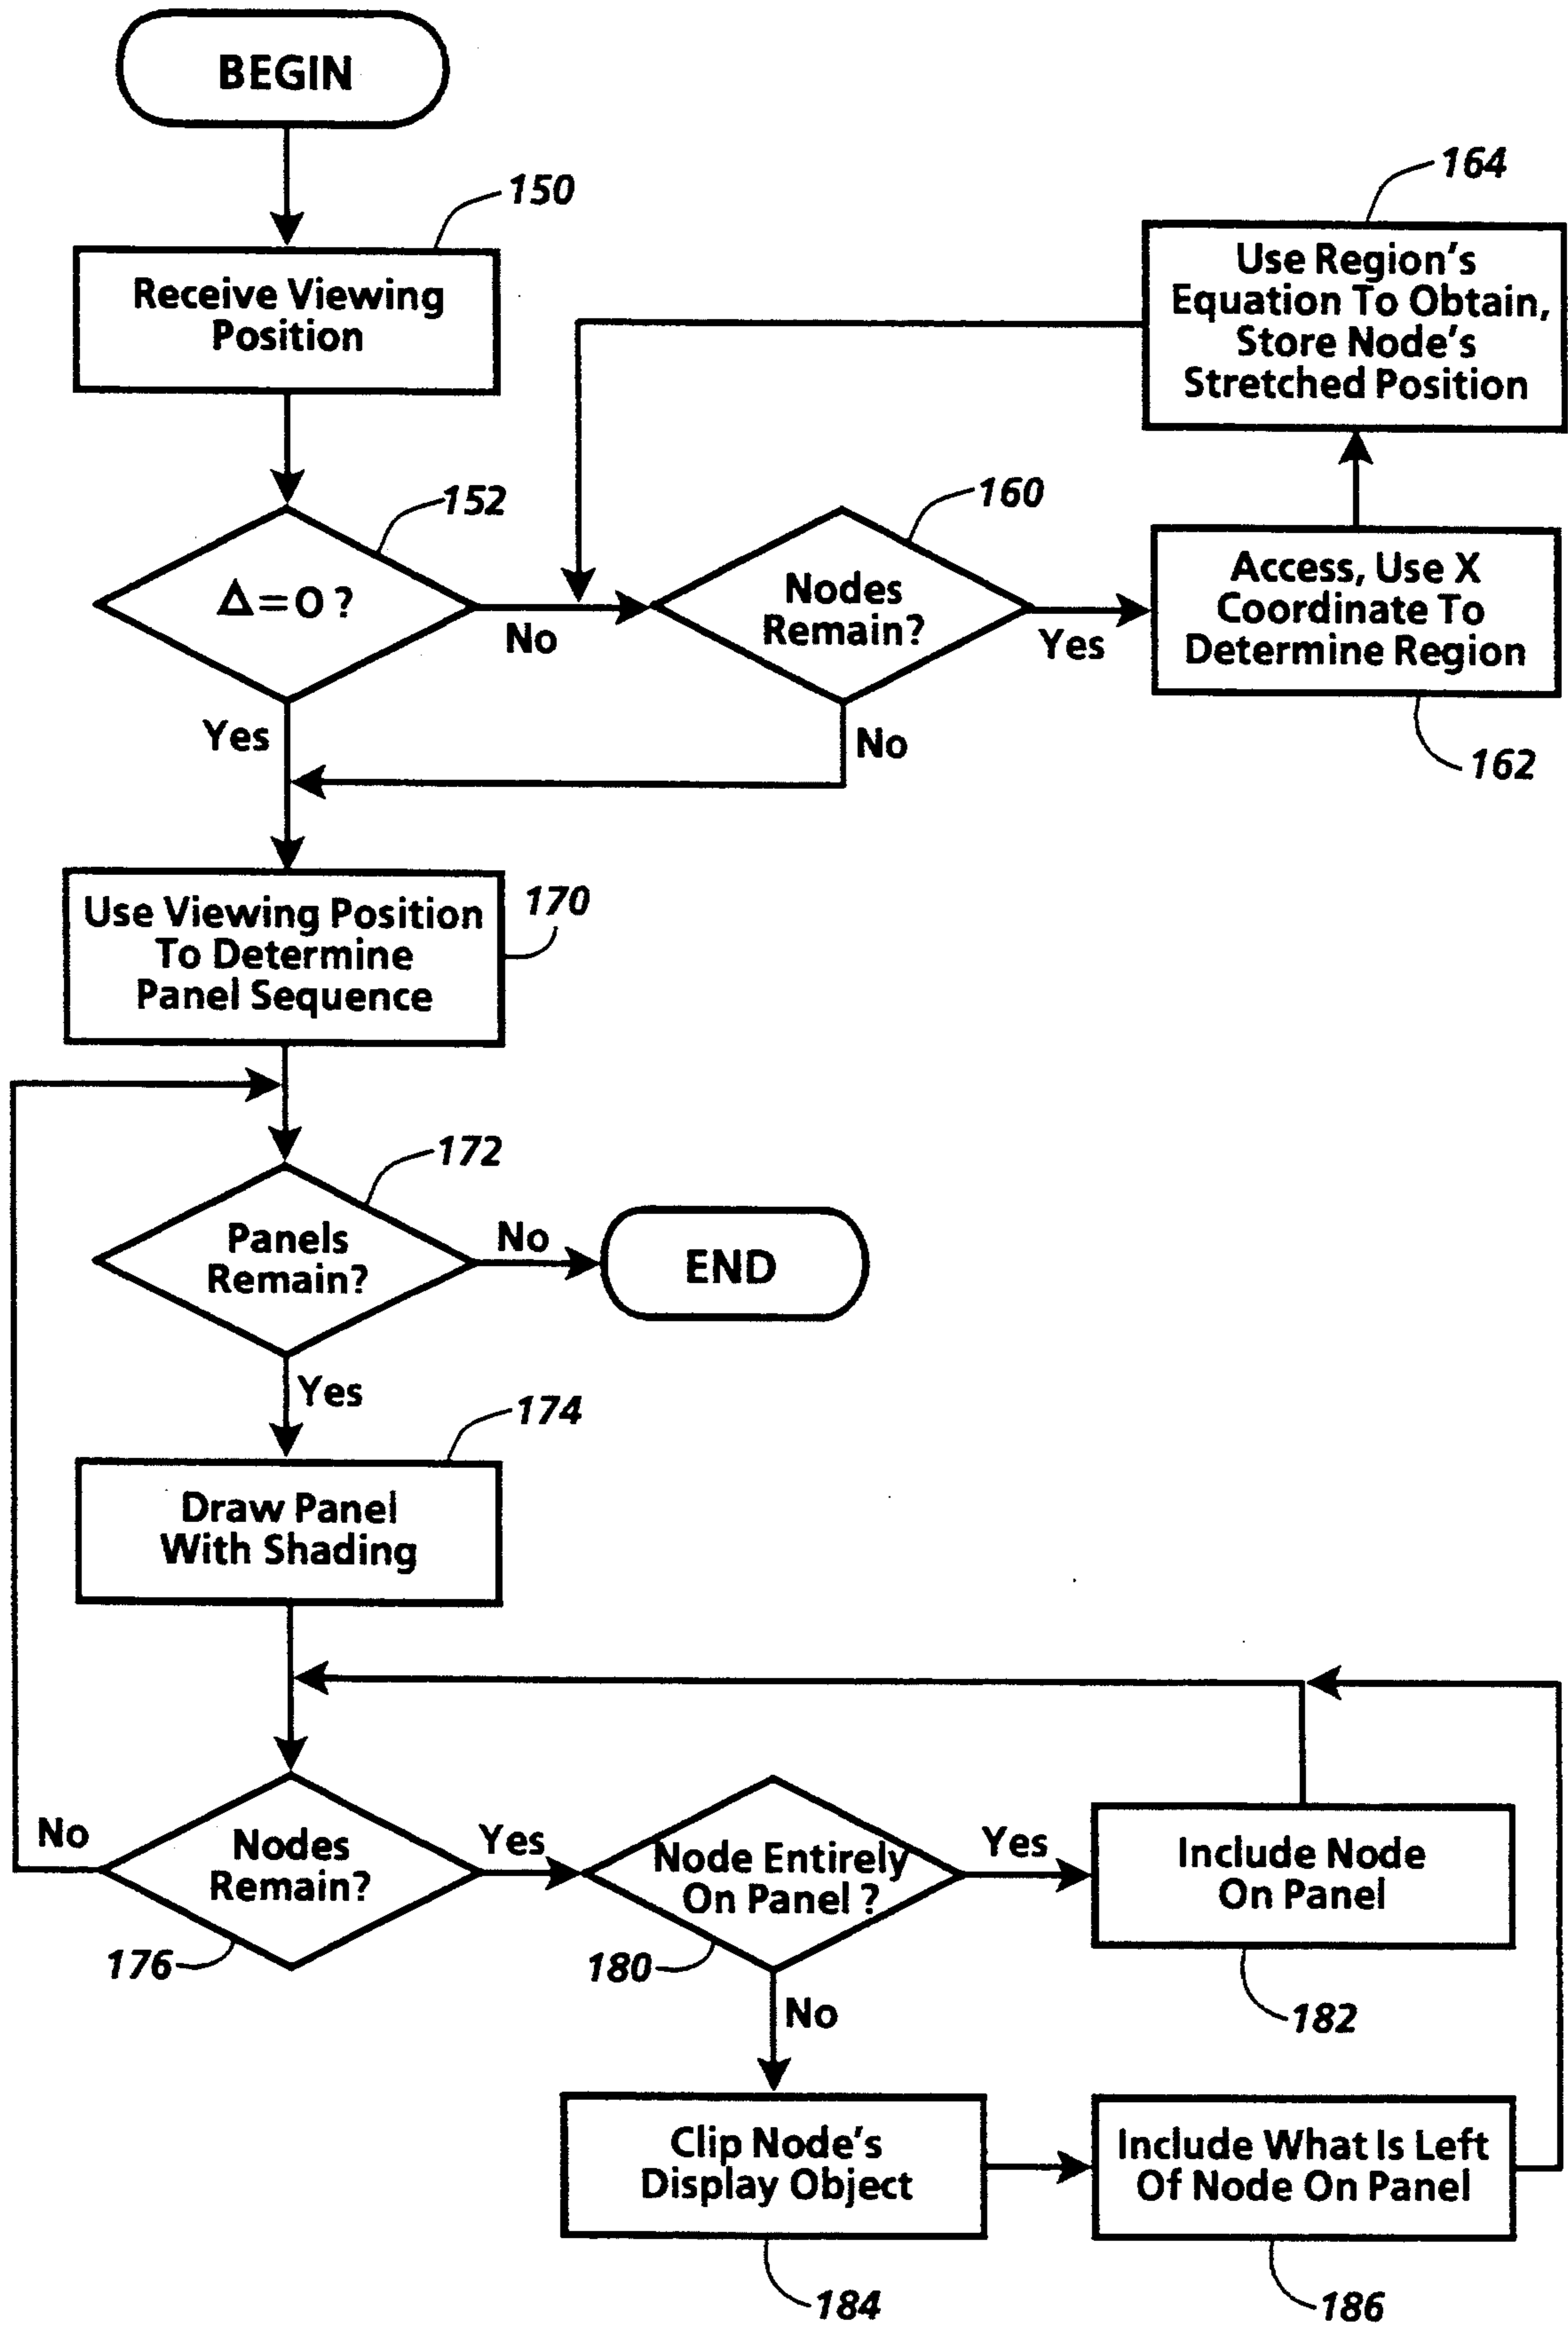 BEGIN
150
Receive Viewing
Position
164
Use Region's
Equation To Obtain,
Store Node's
Stretched Position
152
Δ=0 ?
No
160
Nodes
Remain?
Yes
Access, Use X
Coordinate To
Determine Region
162
Yes
No
Use Viewing Position
To Determine
Panel Sequence
170
172
Panels
Remain?
No
END
Yes
174
Draw Panel
With Shading
No
Nodes
Remain?
176
Yes
Node Entirely
On Panel ?
180
Yes
Include Node
On Panel
182
No
Clip Node's
Display Object
184
Include What Is Left
Of Node On Panel
186